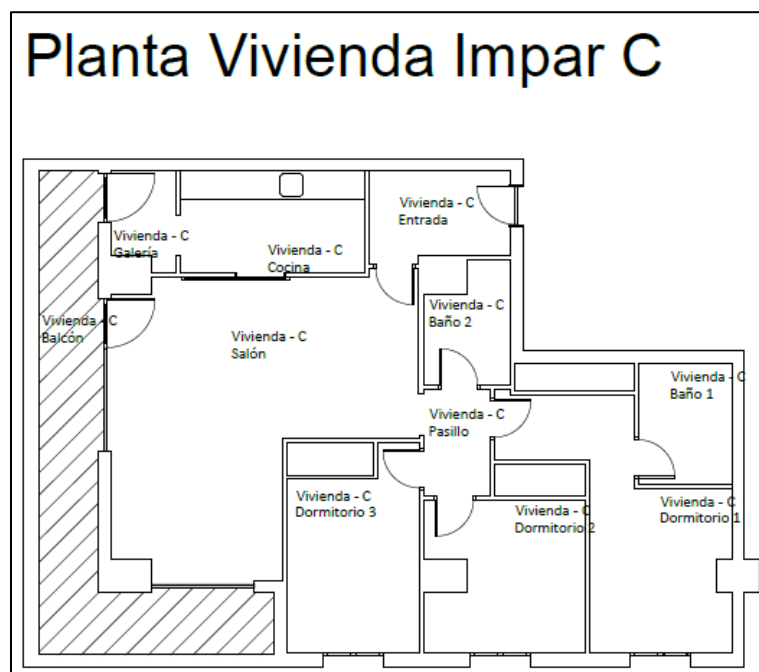 Planta Vivienda Impar C
Vivienda - C
Entrada
Vivienda - C
Galería
Vivienda - C
Cocina
Vivienda - C
Baño 2
Vivienda - C
Balcón
Vivienda - C
Salón
Vivienda - C
Baño 1
Vivienda - C
Pasillo
Vivienda - C
Dormitorio 3
Vivienda - C
Dormitorio 2
Vivienda - C
Dormitorio 1